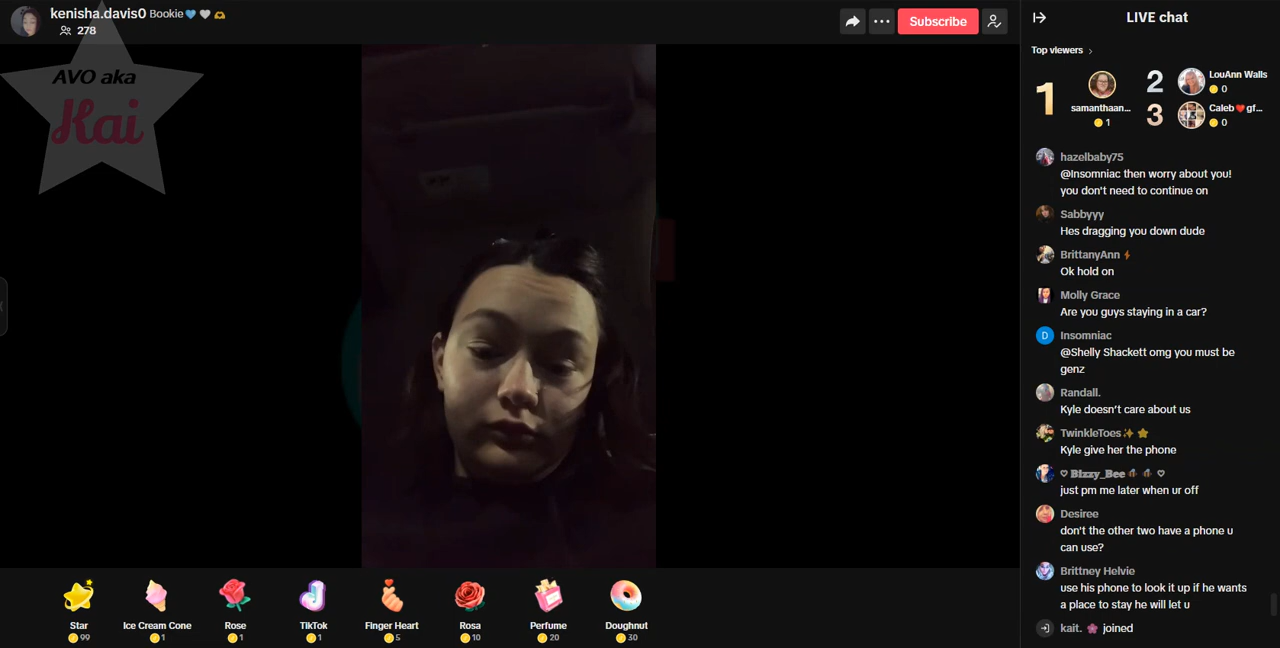 kenisha.davis0 Bookie💙🤍🫶
278
Subscribe
AVO aka
Kai
LIVE chat
Top viewers >
1
samanthaan...
1
2
LouAnn Walls
0
3
Caleb❤️gf...
0
hazelbaby75
@Insomniac then worry about you!
you don't need to continue on
Sabbyyy
Hes dragging you down dude
BrittanyAnn⚡
Ok hold on
Molly Grace
Are you guys staying in a car?
D
Insomniac
@Shelly Shackett omg you must be
genz
Randall.
Kyle doesn't care about us
TwinkleToes✨🌟
Kyle give her the phone
♡ Bizzy_Bee 🐝 🐝 ♡
just pm me later when ur off
Desiree
don't the other two have a phone u
can use?
Brittney Helvie
use his phone to look it up if he wants
a place to stay he will let u
kait. 🌸 joined
Star
99
Ice Cream Cone
1
Rose
1
TikTok
1
Finger Heart
5
Rosa
10
Perfume
20
Doughnut
30